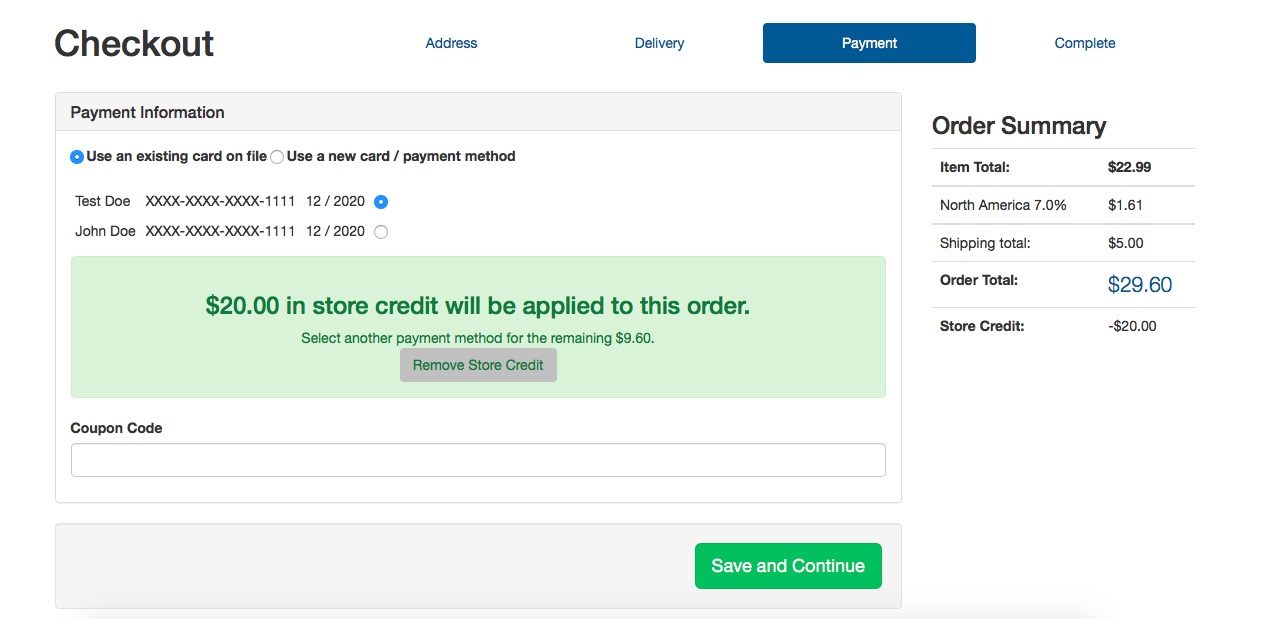 Checkout
Address
Delivery
Payment
Complete
Payment Information
Use an existing card on file Use a new card / payment method
Test Doe XXXX-XXXX-XXXX-1111 12 / 2020
John Doe XXXX-XXXX-XXXX-1111 12 / 2020
$20.00 in store credit will be applied to this order.
Select another payment method for the remaining $9.60.
Remove Store Credit
Coupon Code
Save and Continue
Order Summary
Item Total: $22.99
North America 7.0% $1.61
Shipping total: $5.00
Order Total: $29.60
Store Credit: -$20.00